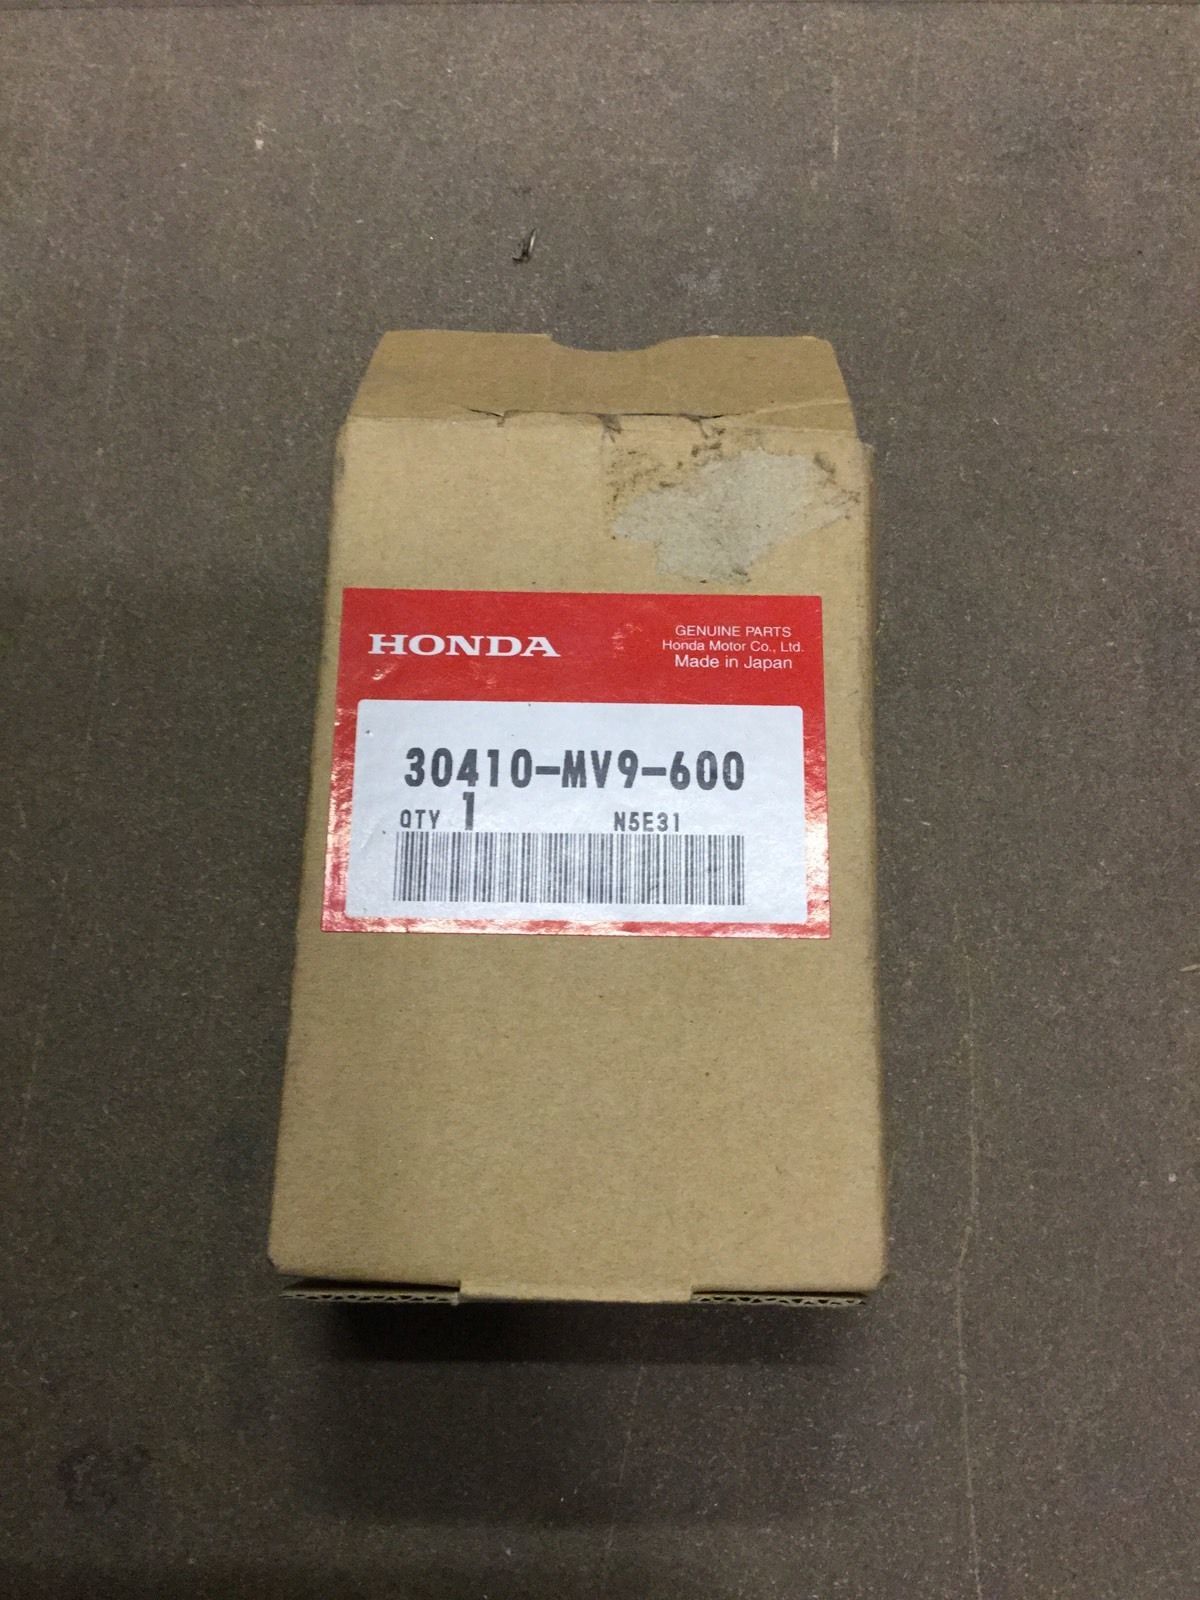 HONDA
GENUINE PARTS
Honda Motor Co., Ltd.
Made in Japan
30410-MV9-600
QTY 1 N5E31